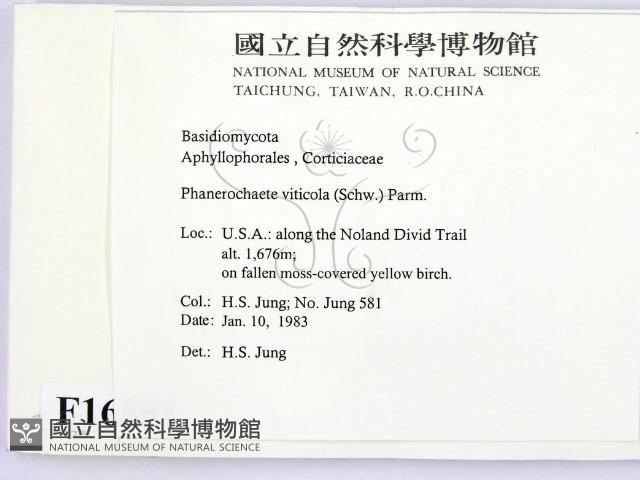 國立自然科學博物館
NATIONAL MUSEUM OF NATURAL SCIENCE
TAICHUNG, TAIWAN, R.O.CHINA
Basidiomycota
Aphyllophorales , Corticiaceae
Phanerochaete viticola (Schw.) Parm.
Loc.: U.S.A.: along the Noland Divid Trail
alt. 1,676m;
on fallen moss-covered yellow birch.
Col.: H.S. Jung; No. Jung 581
Date: Jan. 10, 1983
Det.: H.S. Jung
F16
國立自然科學博物館
NATIONAL MUSEUM OF NATURAL SCIENCE